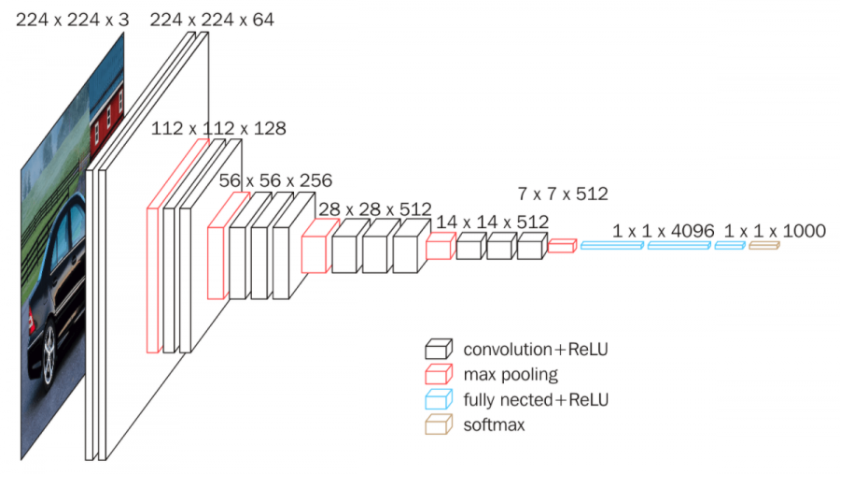 224 x 224 x 3
224 x 224 x 64
112 x 112 x 128
56 x 56 x 256
28 x 28 x 512
14 x 14 x 512
7 x 7 x 512
1 x 1 x 4096
1 x 1 x 1000
convolution+ReLU
max pooling
fully nected+ReLU
softmax